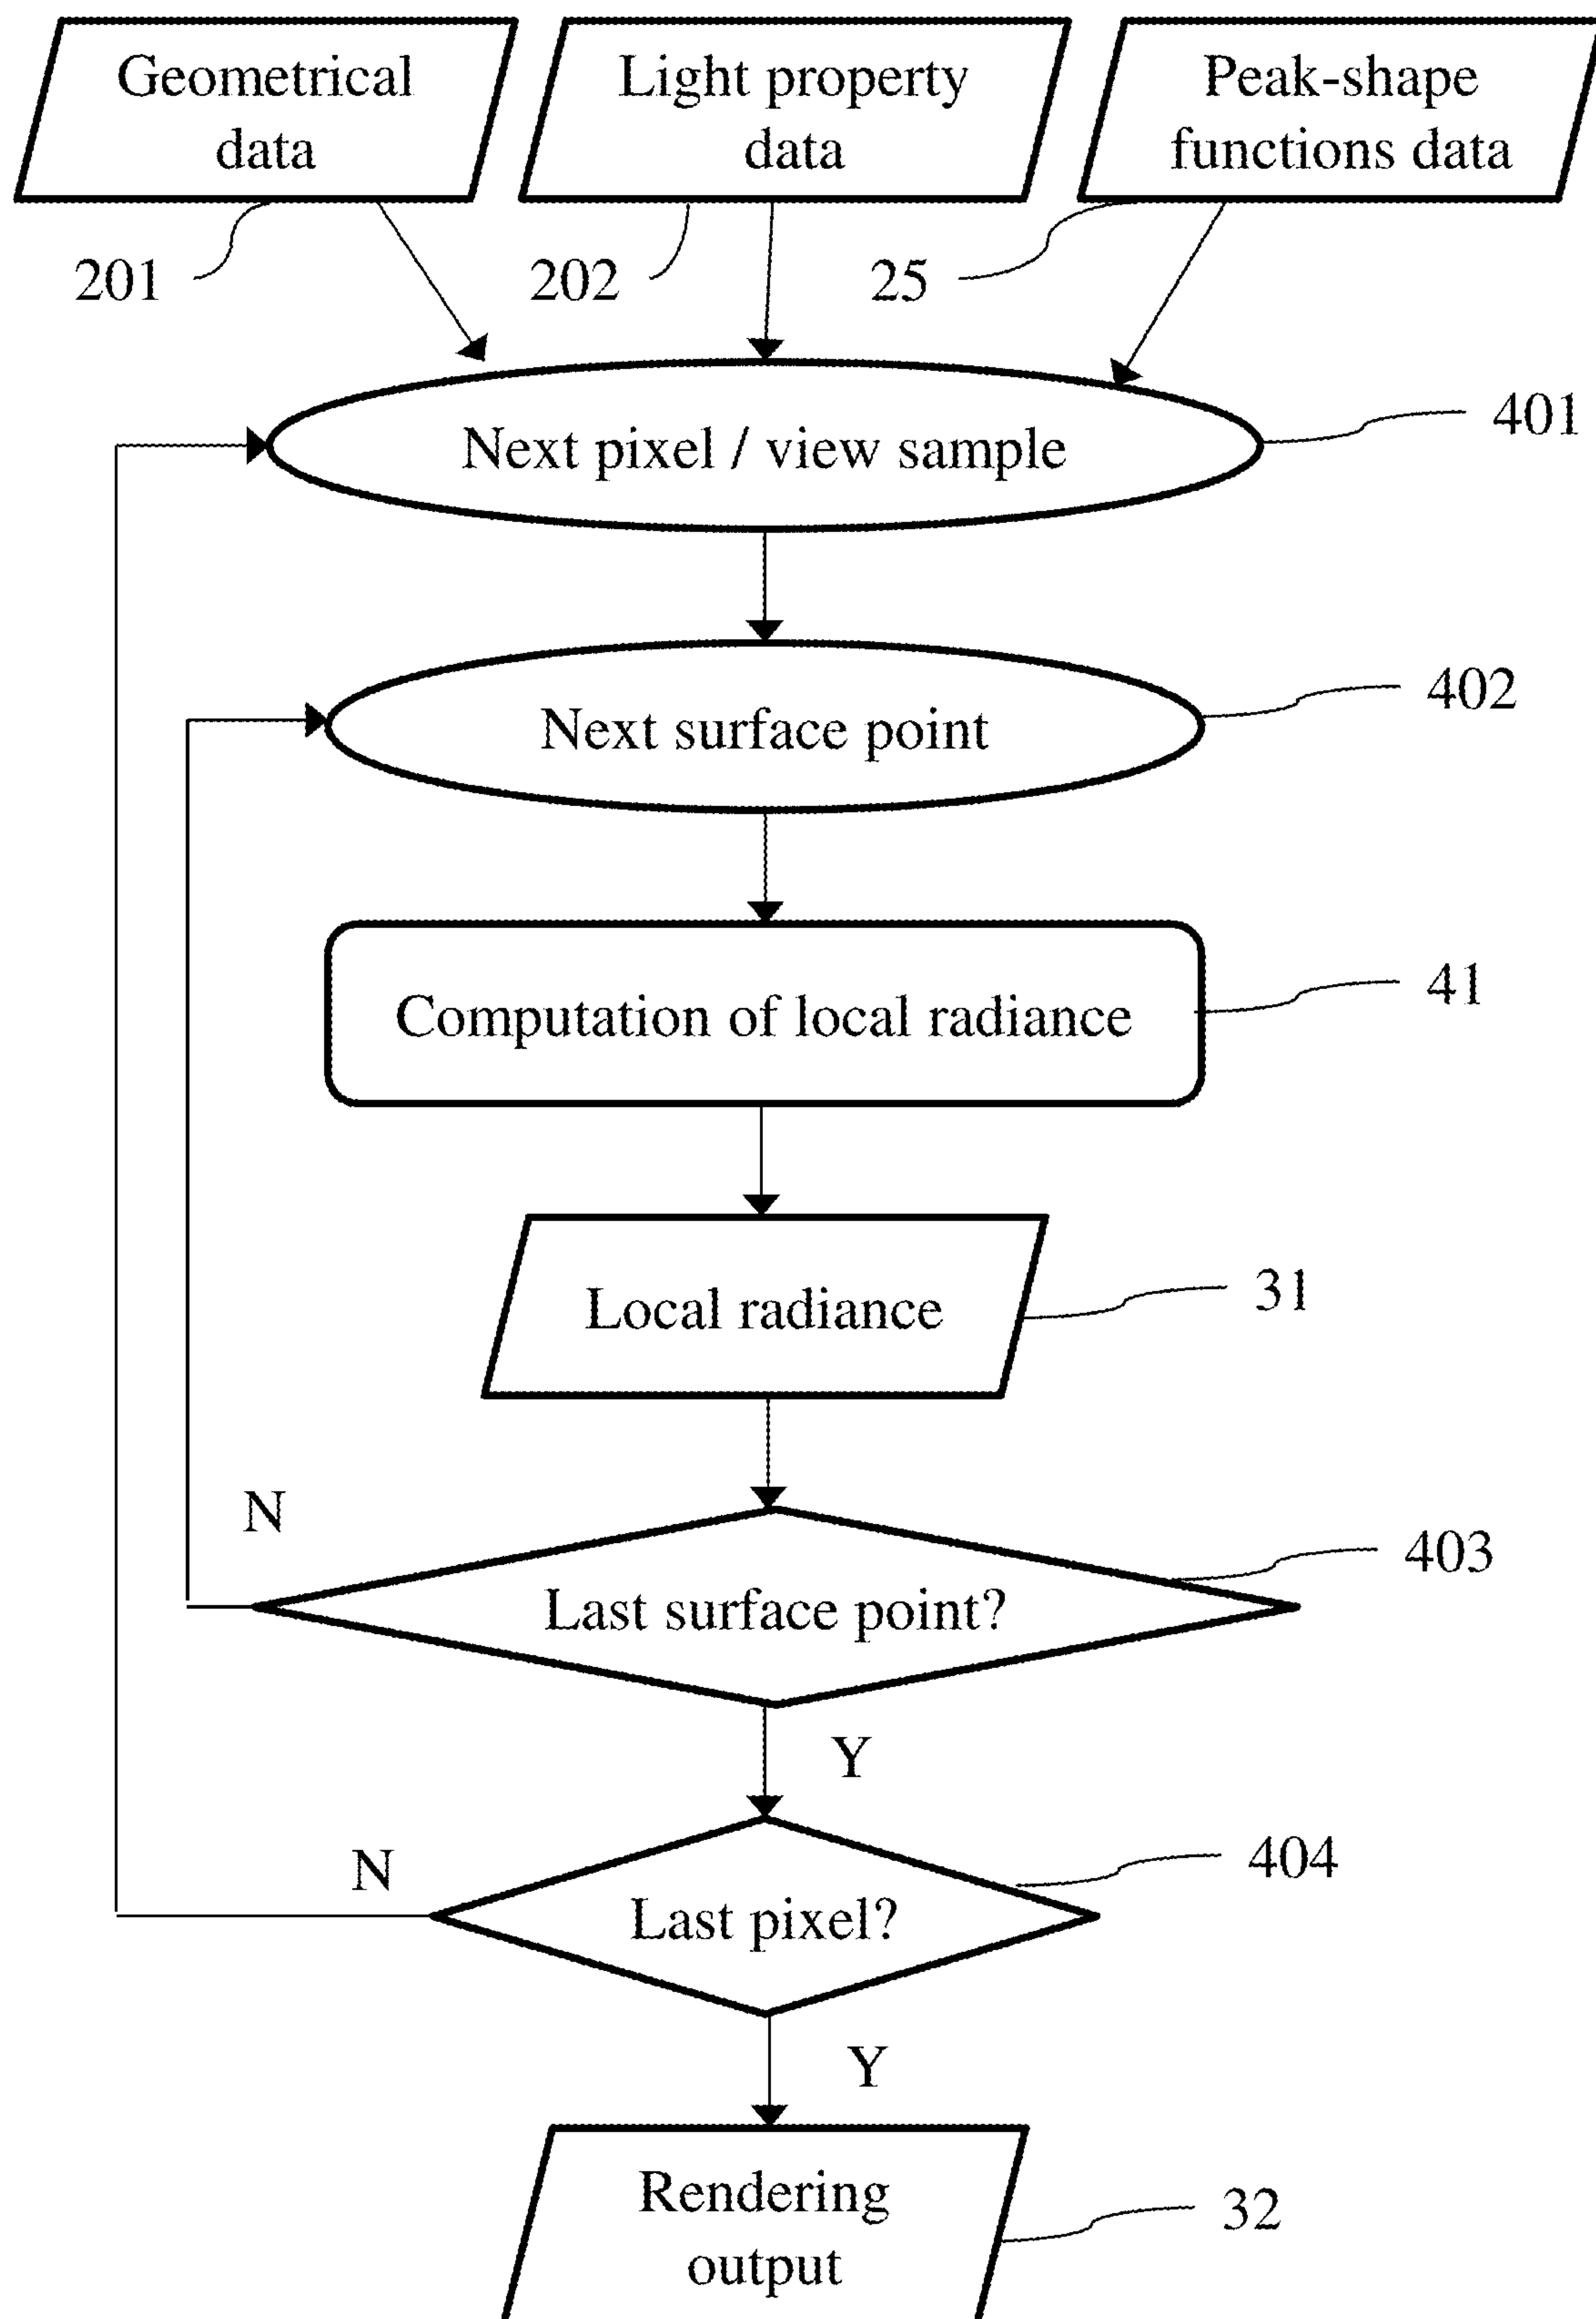 Geometrical
data
Light property
data
Peak-shape
functions data
201
202
25
Next pixel / view sample
401
Next surface point
402
Computation of local radiance
41
Local radiance
31
N
Last surface point?
403
Y
N
Last pixel?
404
Y
Rendering
output
32